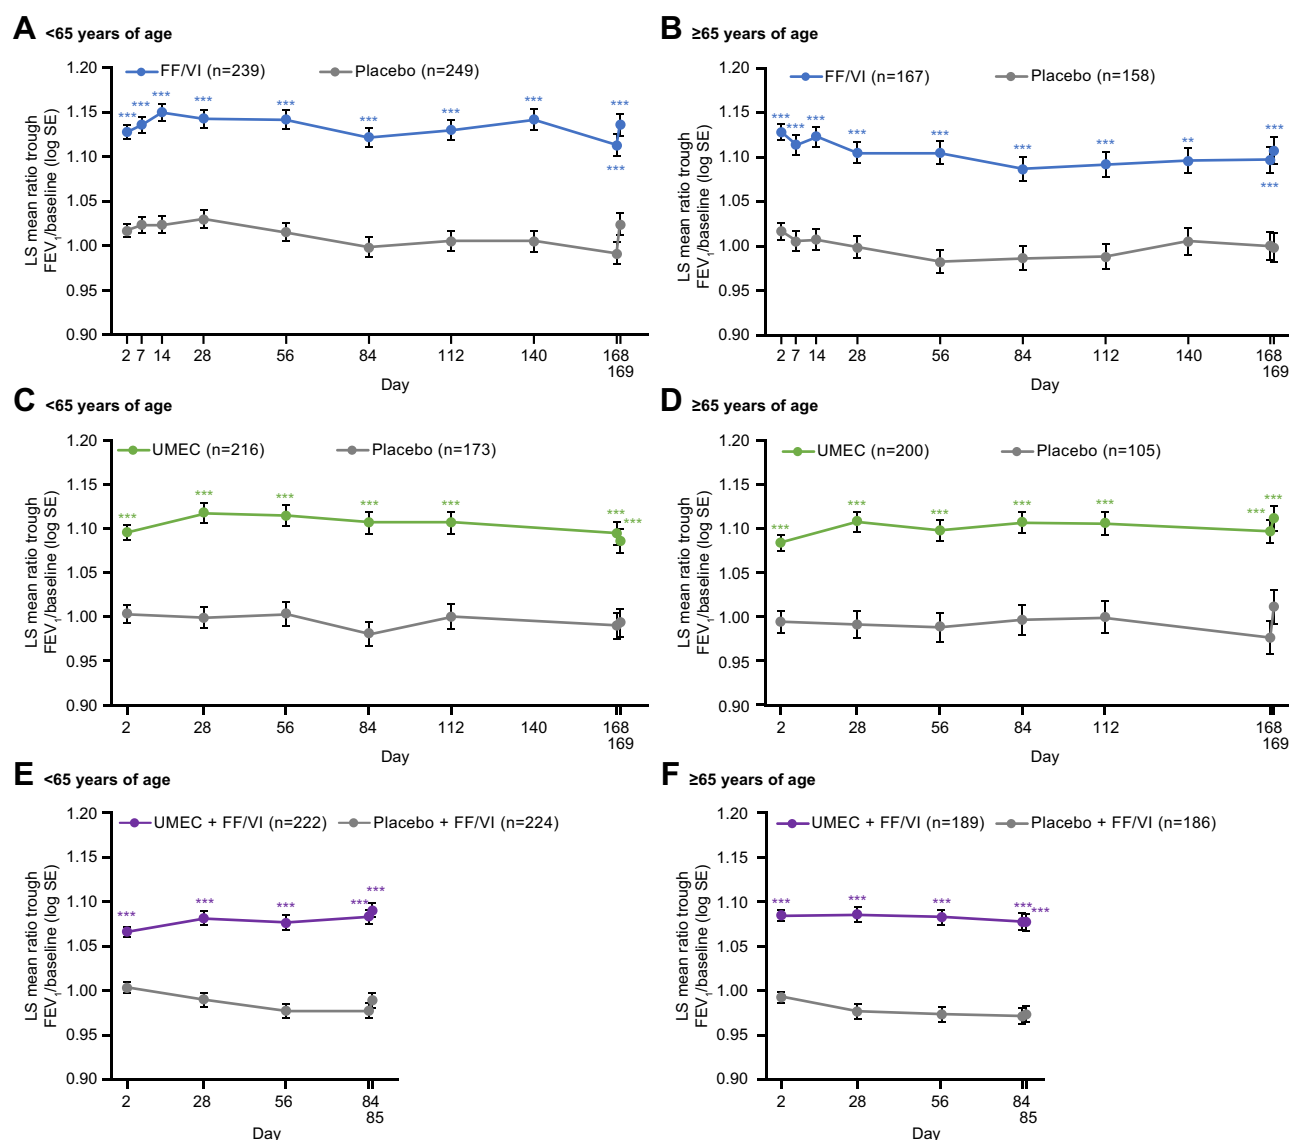 A <65 years of age
FF/VI (n=239) Placebo (n=249)
LS mean ratio trough
FEV1/baseline (log SE)
1.20
1.15
1.10
1.05
1.00
0.95
0.90
*** *** *** *** *** *** *** *** *** ***
2 7 14 28 56 84 112 140 168
169
Day
B ≥65 years of age
FF/VI (n=167) Placebo (n=158)
LS mean ratio trough
FEV1/baseline (log SE)
1.20
1.15
1.10
1.05
1.00
0.95
0.90
*** *** *** *** *** *** *** ** *** ***
2 7 14 28 56 84 112 140 168
169
Day
C <65 years of age
UMEC (n=216) Placebo (n=173)
LS mean ratio trough
FEV1/baseline (log SE)
1.20
1.15
1.10
1.05
1.00
0.95
0.90
*** *** *** *** *** *** ***
2 28 56 84 112 140 168
169
Day
D ≥65 years of age
UMEC (n=200) Placebo (n=105)
LS mean ratio trough
FEV1/baseline (log SE)
1.20
1.15
1.10
1.05
1.00
0.95
0.90
*** *** *** *** *** *** ***
2 28 56 84 112 168
169
Day
E <65 years of age
UMEC + FF/VI (n=222) Placebo + FF/VI (n=224)
LS mean ratio trough
FEV1/baseline (log SE)
1.20
1.15
1.10
1.05
1.00
0.95
0.90
*** *** *** *** ***
2 28 56 84
85
Day
F ≥65 years of age
UMEC + FF/VI (n=189) Placebo + FF/VI (n=186)
LS mean ratio trough
FEV1/baseline (log SE)
1.20
1.15
1.10
1.05
1.00
0.95
0.90
*** *** *** *** ***
2 28 56 84
85
Day